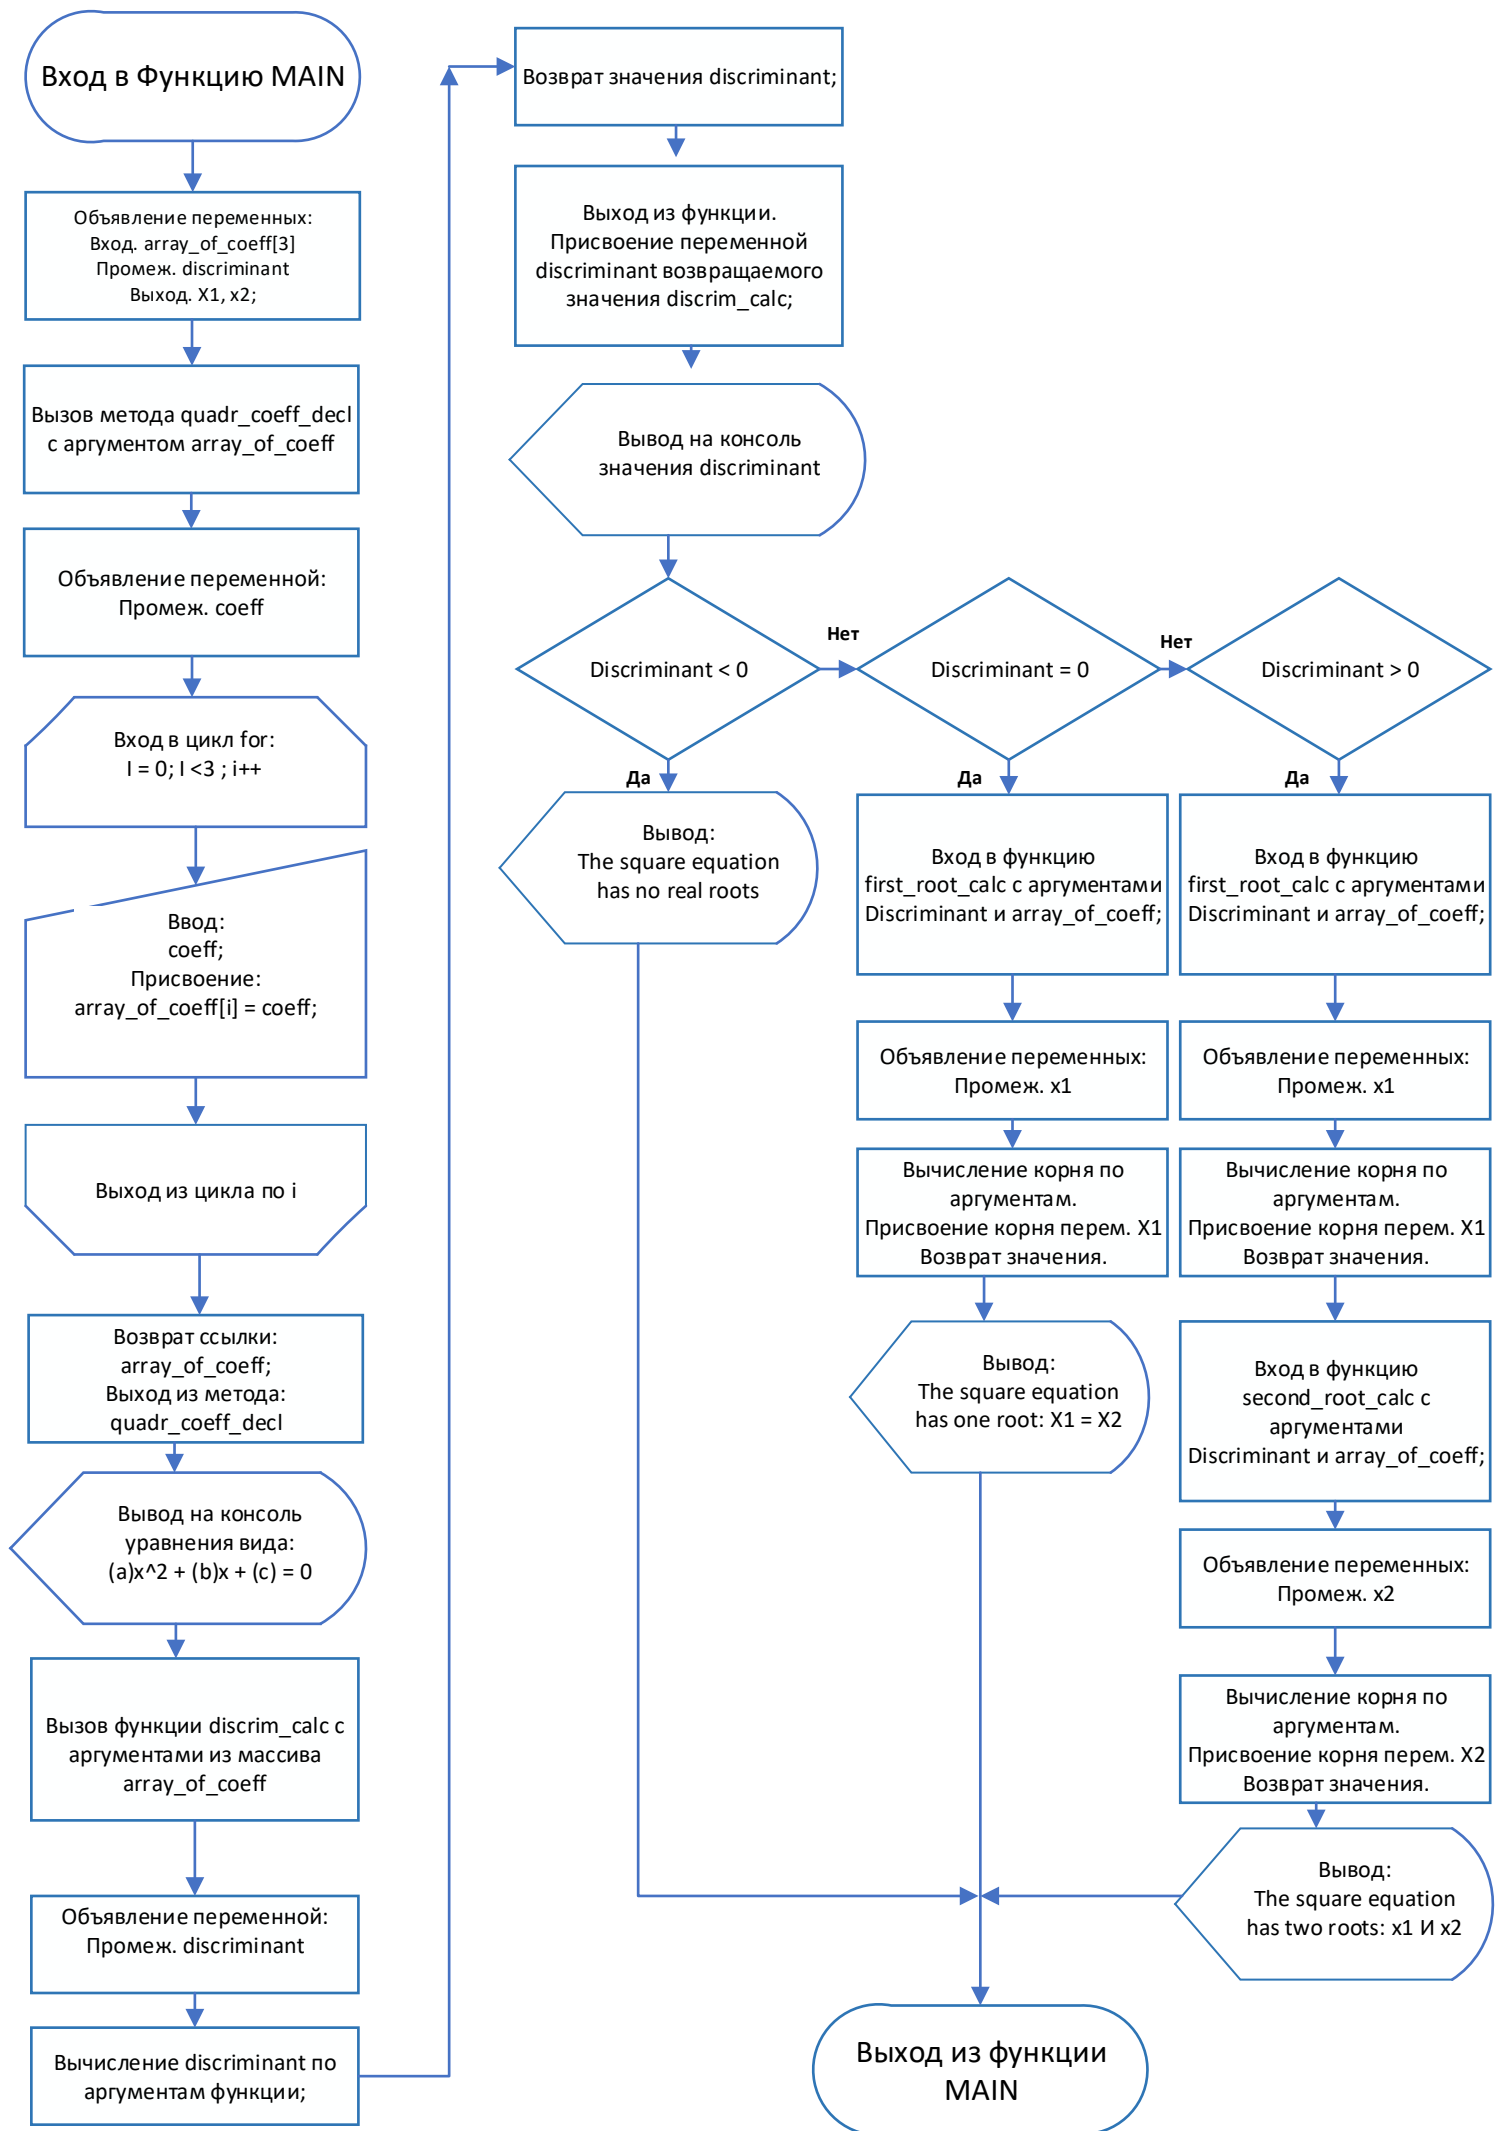 Вход в Функцию MAIN
Объявление переменных:
Вход. array_of_coeff[3]
Промеж. discriminant
Выход. X1, x2;
Вызов метода quadr_coeff_decl
с аргументом array_of_coeff
Объявление переменной:
Промеж. coeff
Вход в цикл for:
I = 0; I <3 ; i++
Ввод:
coeff;
Присвоение:
array_of_coeff[i] = coeff;
Выход из цикла по i
Возврат ссылки:
array_of_coeff;
Выход из метода:
quadr_coeff_decl
Вывод на консоль
уравнения вида:
(a)x^2 + (b)x + (c) = 0
Вызов функции discrim_calc с
аргументами из массива
array_of_coeff
Объявление переменной:
Промеж. discriminant
Вычисление discriminant по
аргументам функции;
Возврат значения discriminant;
Выход из функции.
Присвоение переменной
discriminant возвращаемого
значения discrim_calc;
Вывод на консоль
значения discriminant
Discriminant < 0
Нет
Discriminant = 0
Нет
Discriminant > 0
Да
Да
Да
Вывод:
The square equation
has no real roots
Вход в функцию
first_root_calc с аргументами
Discriminant и array_of_coeff;
Объявление переменных:
Промеж. x1
Вычисление корня по
аргументам.
Присвоение корня перем. X1
Возврат значения.
Вывод:
The square equation
has one root: X1 = X2
Вход в функцию
first_root_calc с аргументами
Discriminant и array_of_coeff;
Объявление переменных:
Промеж. x1
Вычисление корня по
аргументам.
Присвоение корня перем. X1
Возврат значения.
Вход в функцию
second_root_calc с
аргументами
Discriminant и array_of_coeff;
Объявление переменных:
Промеж. x2
Вычисление корня по
аргументам.
Присвоение корня перем. X2
Возврат значения.
Вывод:
The square equation
has two roots: x1 И x2
Выход из функции
MAIN